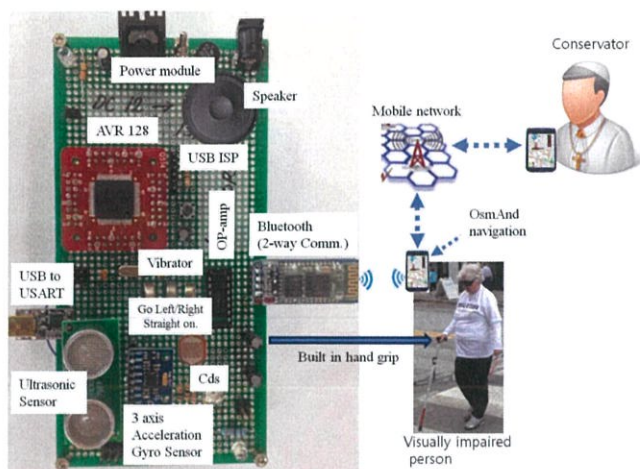 Power module
Speaker
AVR 128
USB ISP
OP-amp
Bluetooth
(2-way Comm.)
Vibrator
USB to
USART
Go Left/Right
Straight on.
Ultrasonic
Sensor
Cds
3 axis
Acceleration
Gyro Sensor
Conservator
Mobile network
OsmAnd
navigation
Built in hand grip
Visually impaired
person